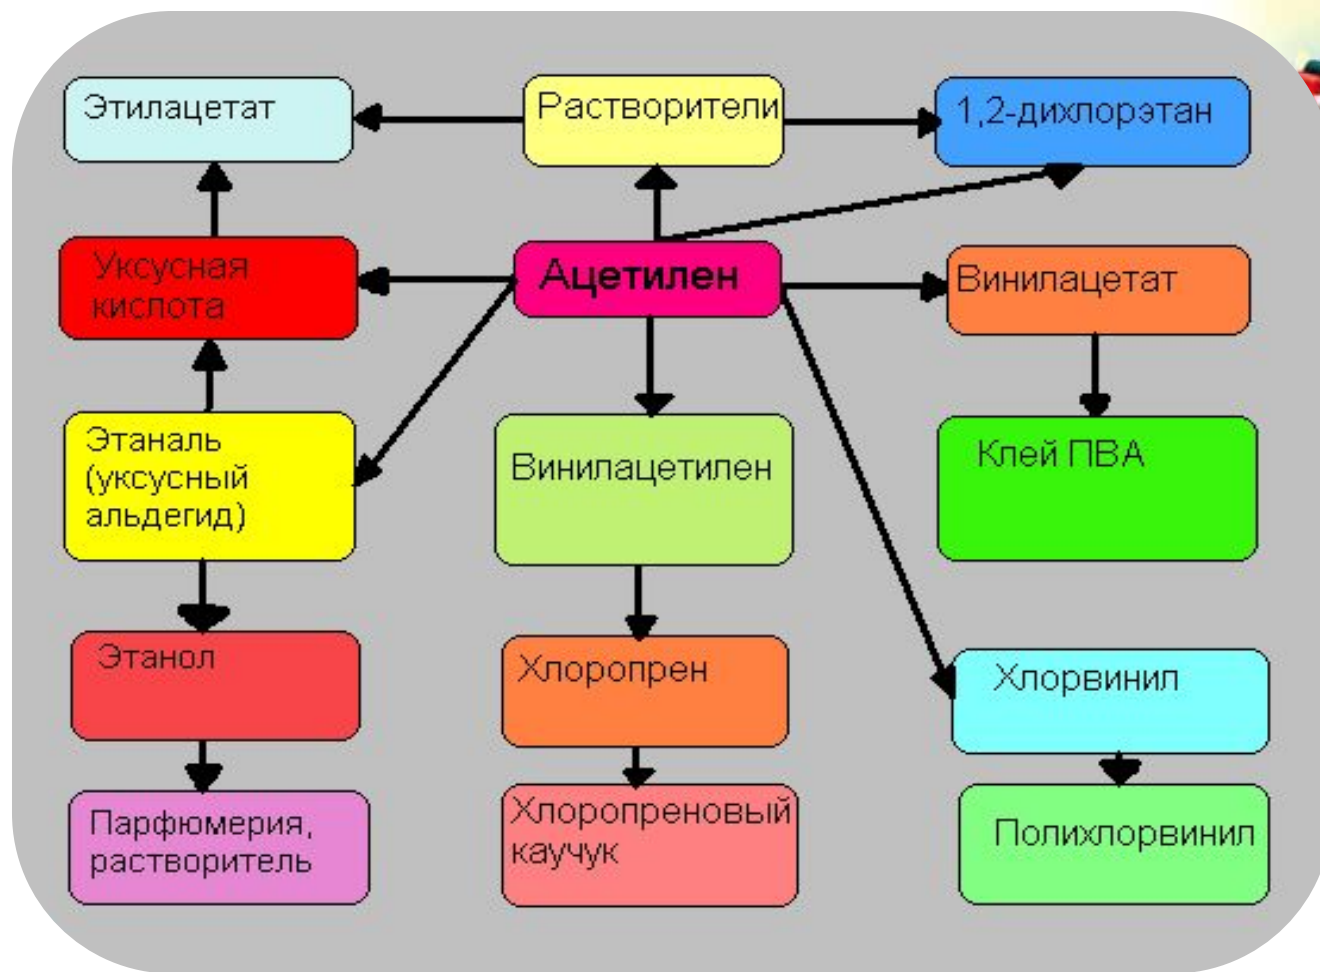 Этилацетат
Растворители
1,2-дихлорэтан
Уксусная
кислота
Ацетилен
Винилацетат
Этаналь
(уксусный
альдегид)
Винилацетилен
Клей ПВА
Этанол
Хлоропрен
Хлорвинил
Парфюмерия,
растворитель
Хлоропреновый
каучук
Полихлорвинил